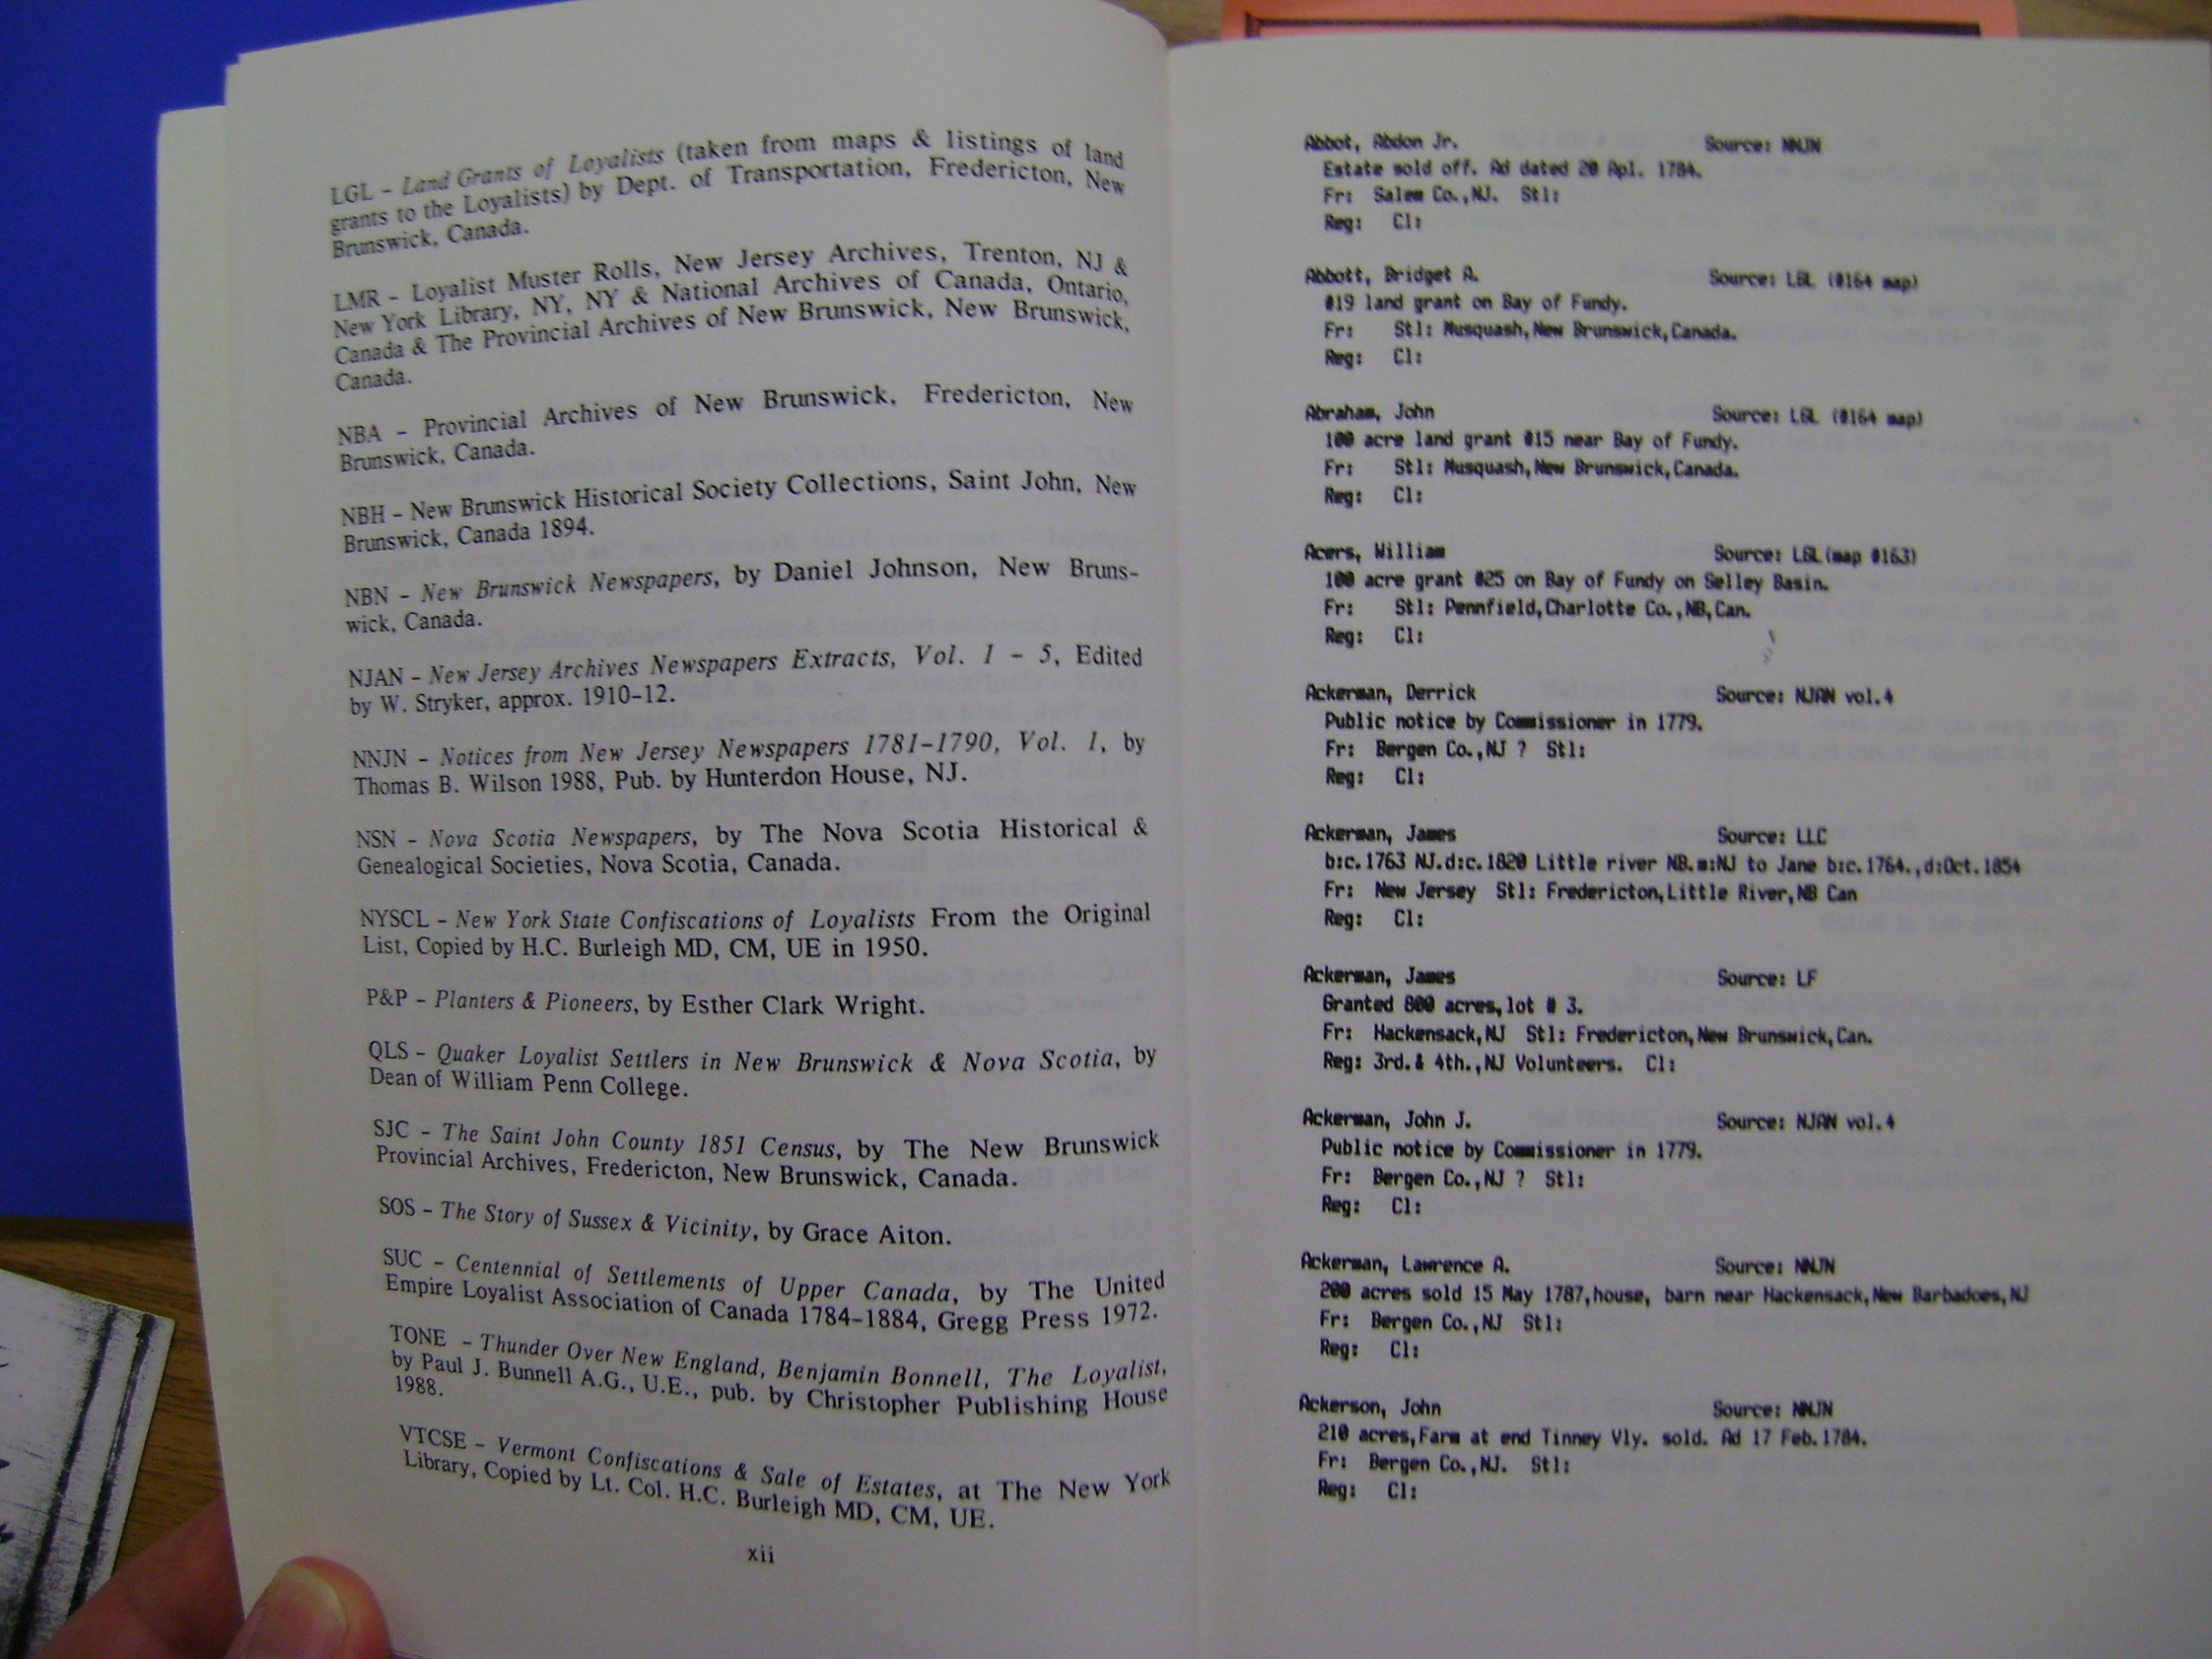 LGL – Land Grants of Loyalists (taken from maps & listings of land
grants to the Loyalists) by Dept. of Transportation, Fredericton, New
Brunswick, Canada.
LMR – Loyalist Muster Rolls, New Jersey Archives, Trenton, NJ &
New York Library, NY, NY & National Archives of Canada, Ontario,
Canada & The Provincial Archives of New Brunswick, New Brunswick,
Canada.
NBA – Provincial Archives of New Brunswick, Fredericton, New
Brunswick, Canada.
NBH – New Brunswick Historical Society Collections, Saint John, New
Brunswick, Canada 1894.
NBN – New Brunswick Newspapers, by Daniel Johnson, New Bruns-
wick, Canada.
NJAN – New Jersey Archives Newspapers Extracts, Vol. 1 – 5, Edited
by W. Stryker, approx. 1910–12.
NNJN – Notices from New Jersey Newspapers 1781–1790, Vol. 1, by
Thomas B. Wilson 1988, Pub. by Hunterdon House, NJ.
NSN – Nova Scotia Newspapers, by The Nova Scotia Historical &
Genealogical Societies, Nova Scotia, Canada.
NYSCL – New York State Confiscations of Loyalists From the Original
List, Copied by H.C. Burleigh MD, CM, UE in 1950.
P&P – Planters & Pioneers, by Esther Clark Wright.
QLS – Quaker Loyalist Settlers in New Brunswick & Nova Scotia, by
Dean of William Penn College.
SJC – The Saint John County 1851 Census, by The New Brunswick
Provincial Archives, Fredericton, New Brunswick, Canada.
SOS – The Story of Sussex & Vicinity, by Grace Aiton.
SUC – Centennial of Settlements of Upper Canada, by The United
Empire Loyalist Association of Canada 1784–1884, Gregg Press 1972.
TONE – Thunder Over New England, Benjamin Bonnell, The Loyalist,
by Paul J. Bunnell A.G., U.E., pub. by Christopher Publishing House
1988.
VTCSE – Vermont Confiscations & Sale of Estates, at The New York
Library, Copied by Lt. Col. H.C. Burleigh MD, CM, UE.
xii
Abbot, Abdon Jr. Source: NNJN
Estate sold off. Ad dated 20 Apl. 1784.
Fr: Salem Co.,NJ. Stl:
Reg: Cl:
Abbott, Bridget A. Source: LGL (#164 map)
#19 land grant on Bay of Fundy.
Fr: Stl: Musquash,New Brunswick,Canada.
Reg: Cl:
Abraham, John Source: LGL (#164 map)
100 acre land grant #15 near Bay of Fundy.
Fr: Stl: Musquash,New Brunswick,Canada.
Reg: Cl:
Acers, William Source: LGL(map #163)
100 acre grant #25 on Bay of Fundy on Selley Basin.
Fr: Stl: Pennfield,Charlotte Co.,NB,Can.
Reg: Cl:
Ackerman, Derrick Source: NJAN vol.4
Public notice by Commissioner in 1779.
Fr: Bergen Co.,NJ ? Stl:
Reg: Cl:
Ackerman, James Source: LLC
b:c.1763 NJ.d:c.1820 Little river NB.m:NJ to Jane b:c.1764.,d:Oct.1854
Fr: New Jersey Stl: Fredericton,Little River,NB Can
Reg: Cl:
Ackerman, James Source: LF
Granted 800 acres,lot # 3.
Fr: Hackensack,NJ Stl: Fredericton,New Brunswick,Can.
Reg: 3rd.& 4th.,NJ Volunteers. Cl:
Ackerman, John J. Source: NJAN vol.4
Public notice by Commissioner in 1779.
Fr: Bergen Co.,NJ ? Stl:
Reg: Cl:
Ackerman, Lawrence A. Source: NNJN
200 acres sold 15 May 1787,house, barn near Hackensack,New Barbadoes,NJ
Fr: Bergen Co.,NJ Stl:
Reg: Cl:
Ackerson, John Source: NNJN
210 acres,Farm at end Tinney Vly. sold. Ad 17 Feb.1784.
Fr: Bergen Co.,NJ. Stl:
Reg: Cl: